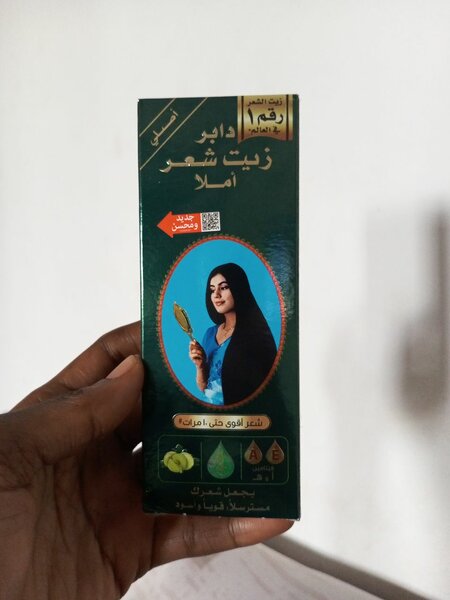 أصلي
زيت الشعر
رقم ١
في العالم*
دابر
زيت شعر
أملا
جديد
ومحسن
شعر أقوى حتى ١٠ مرات*
A E
فيتامين
أ و هـ
يجعل شعرك
مسترسلاً، قوياً وأسود